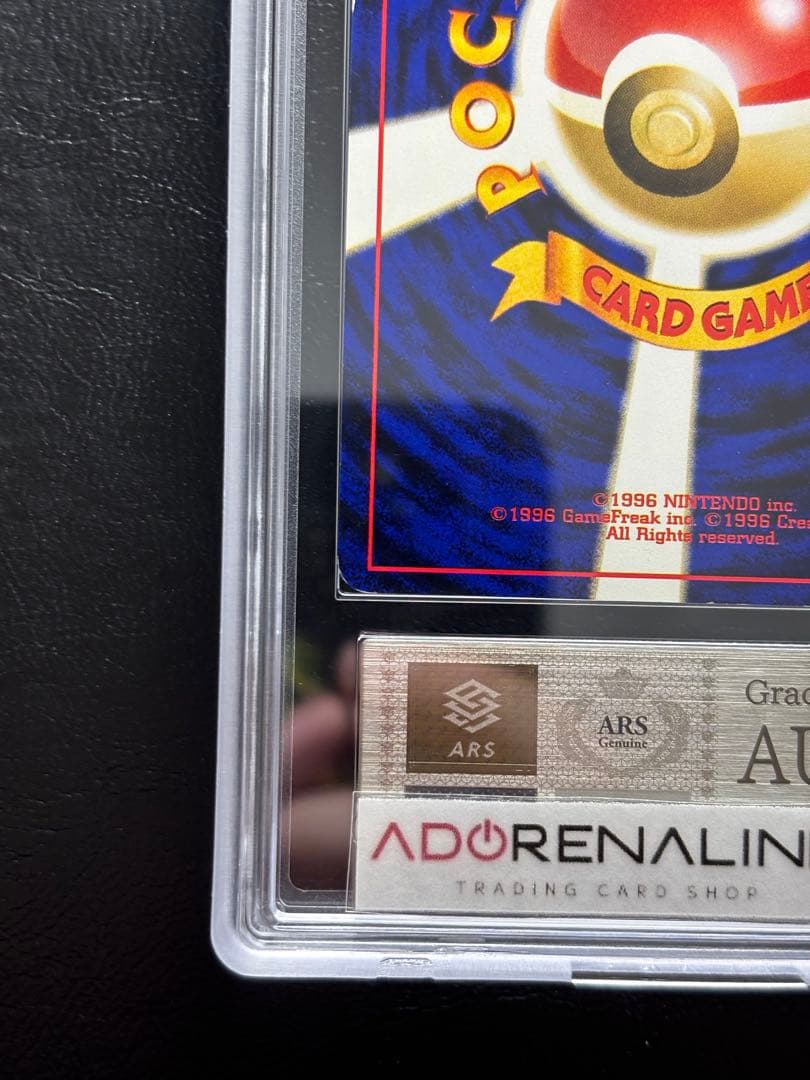 POC
CARD GAME
©1996 NINTENDO inc.
©1996 GameFreak inc. ©1996 Crea
All Rights reserved.
ARS
ARS
Genuine
Grad
AU
ADORENALIN
TRADING CARD SHOP